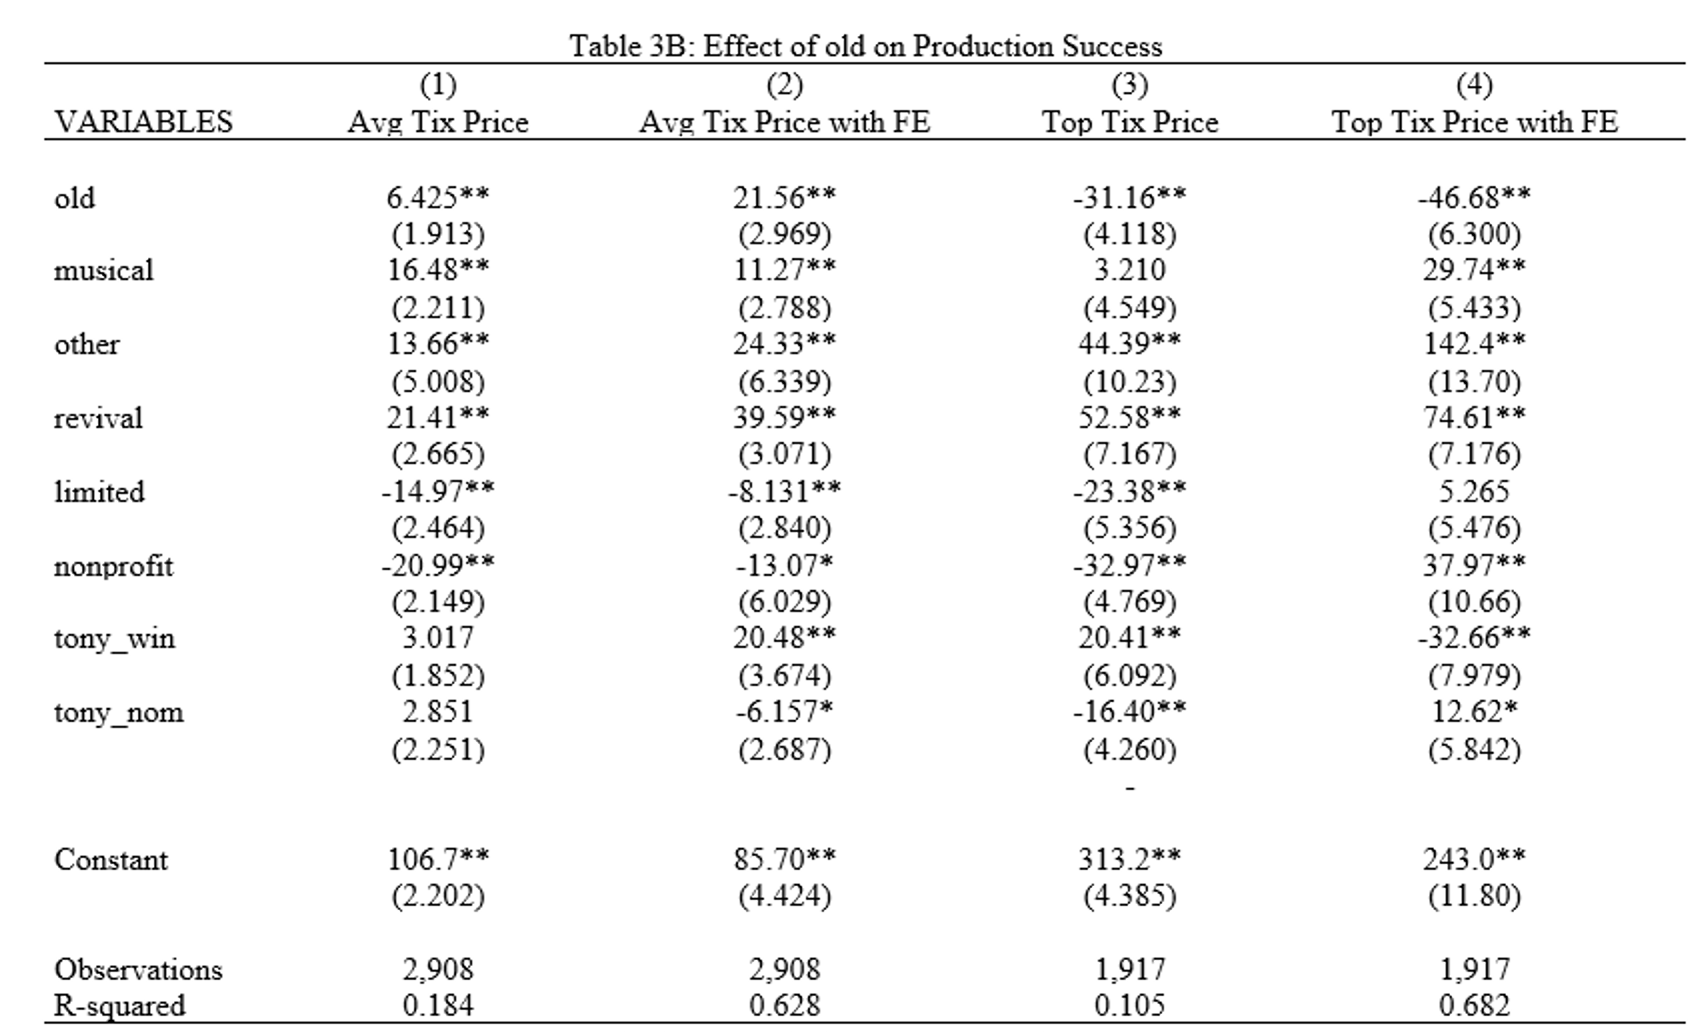 Table 3B: Effect of old on Production Success
(1) (2) (3) (4)
VARIABLES Avg Tix Price Avg Tix Price with FE Top Tix Price Top Tix Price with FE
old 6.425** 21.56** -31.16** -46.68**
(1.913) (2.969) (4.118) (6.300)
musical 16.48** 11.27** 3.210 29.74**
(2.211) (2.788) (4.549) (5.433)
other 13.66** 24.33** 44.39** 142.4**
(5.008) (6.339) (10.23) (13.70)
revival 21.41** 39.59** 52.58** 74.61**
(2.665) (3.071) (7.167) (7.176)
limited -14.97** -8.131** -23.38** 5.265
(2.464) (2.840) (5.356) (5.476)
nonprofit -20.99** -13.07* -32.97** 37.97**
(2.149) (6.029) (4.769) (10.66)
tony_win 3.017 20.48** 20.41** -32.66**
(1.852) (3.674) (6.092) (7.979)
tony_nom 2.851 -6.157* -16.40** 12.62*
(2.251) (2.687) (4.260) (5.842)
-
Constant 106.7** 85.70** 313.2** 243.0**
(2.202) (4.424) (4.385) (11.80)
Observations 2,908 2,908 1,917 1,917
R-squared 0.184 0.628 0.105 0.682